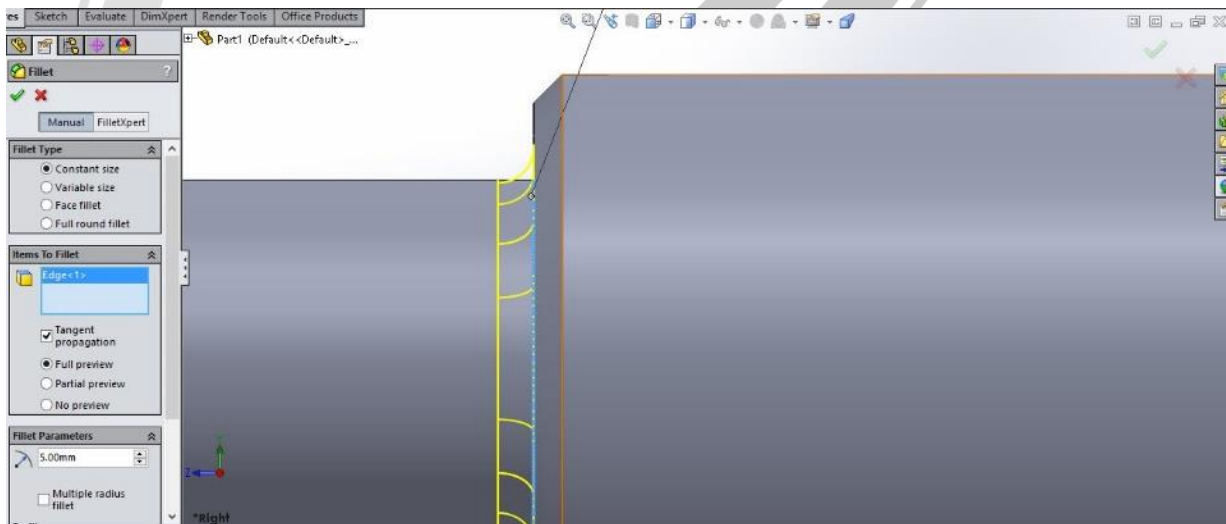 Sketch Evaluate DimXpert Render Tools Office Products
Part1 (Default<<Default>_...
Fillet ?
Manual FilletXpert
Fillet Type
Constant size
Variable size
Face fillet
Full round fillet
Items To Fillet
Edge<1>
Tangent
propagation
Full preview
Partial preview
No preview
Fillet Parameters
5.00mm
Multiple radius
fillet
Z
*Right